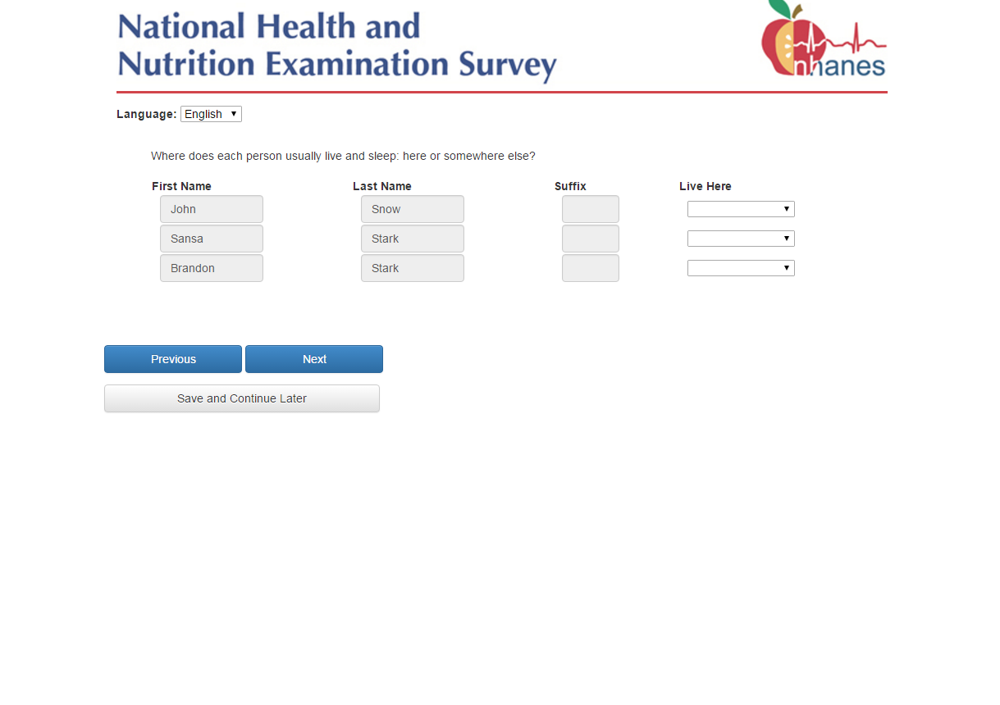 National Health and
Nutrition Examination Survey
nhanes
Language: English
Where does each person usually live and sleep: here or somewhere else?
First Name Last Name Suffix Live Here
John Snow
Sansa Stark
Brandon Stark
Previous Next
Save and Continue Later